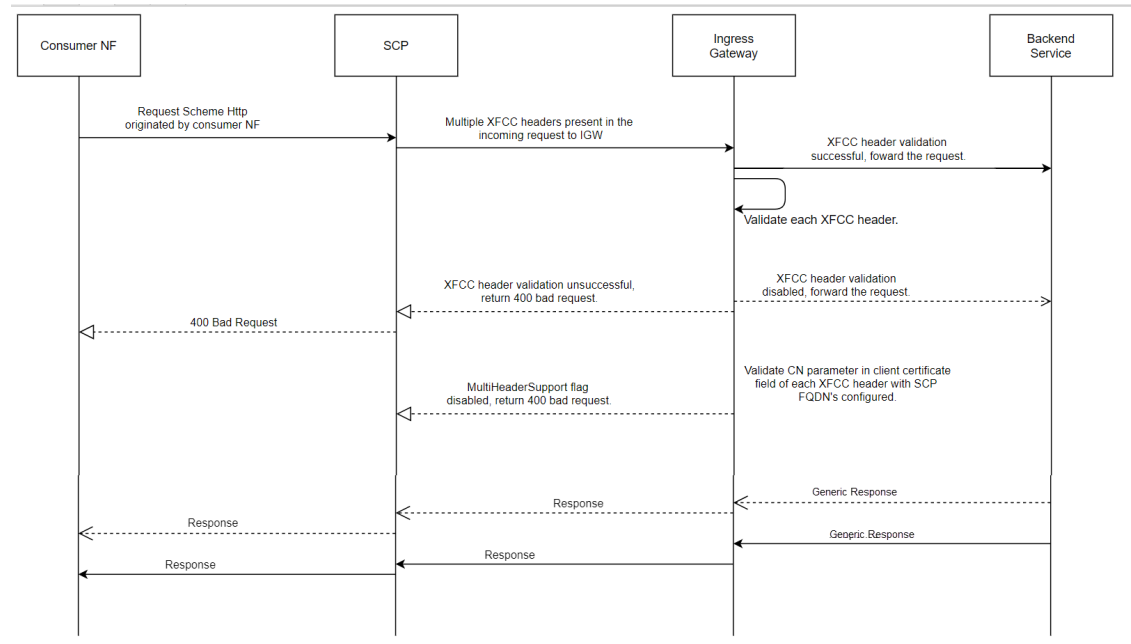 Consumer NF
SCP
Ingress
Gateway
Backend
Service
Request Scheme Http
originated by consumer NF
Multiple XFCC headers present in the
incoming request to IGW
XFCC header validation
successful, foward the request.
Validate each XFCC header.
XFCC header validation unsuccessful,
return 400 bad request.
XFCC header validation
disabled, forward the request.
400 Bad Request
MultiHeaderSupport flag
disabled, return 400 bad request.
Validate CN parameter in client certificate
field of each XFCC header with SCP
FQDN's configured.
Generic Response
Response
Response
Generic Response
Response
Response